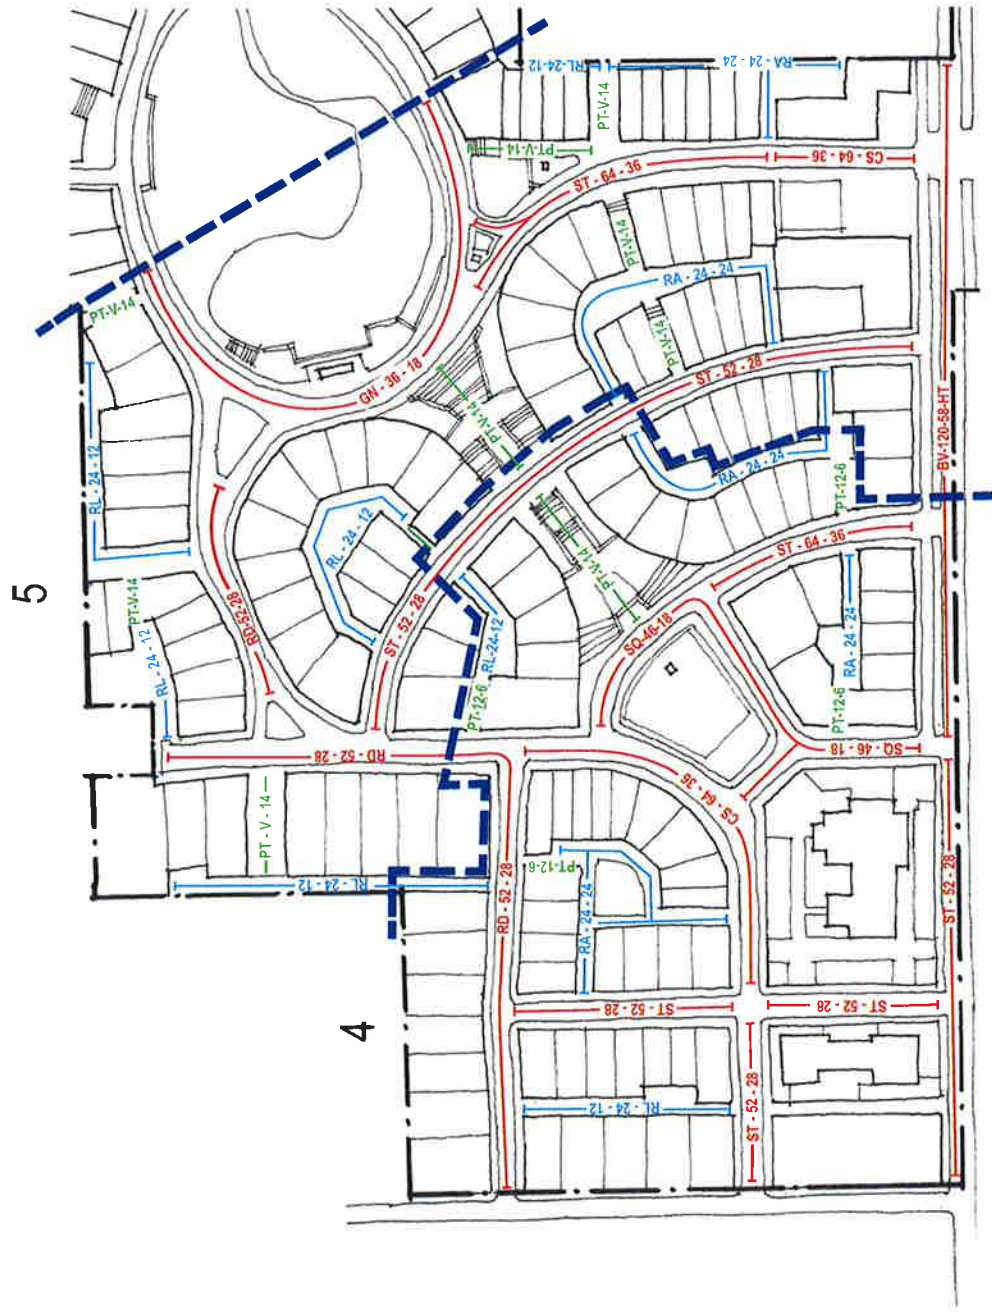 RL-24-12
PT-V-14
RA - 24 - 24
PT-V-14
ST - 64 - 36
CS - 64 - 36
PT-V-14
PT-V-14
RA - 24 - 24
PT-V-14
GN - 36 - 18
PT-V-14
ST - 52 - 28
BV-120-58-HT
RL - 24 - 12
RA - 24 - 24
PT-12-6
5
RL - 24 - 12
ST - 64 - 36
PT-V-14
PT-V-14
RD-52-28
ST - 52 - 28
RL - 24 - 12
RL-24-12
SQ-46-18
RA - 24 - 24
PT-12-6
PT-12-6
RD - 52 - 28
SQ - 46 - 18
CS - 64 - 36
PT - V - 14
RL - 24 - 12
PT-12-6
RD - 52 - 28
RA - 24 - 24
ST - 52 - 28
4
ST - 52 - 28
ST - 52 - 28
RL - 24 - 12
ST - 52 - 28